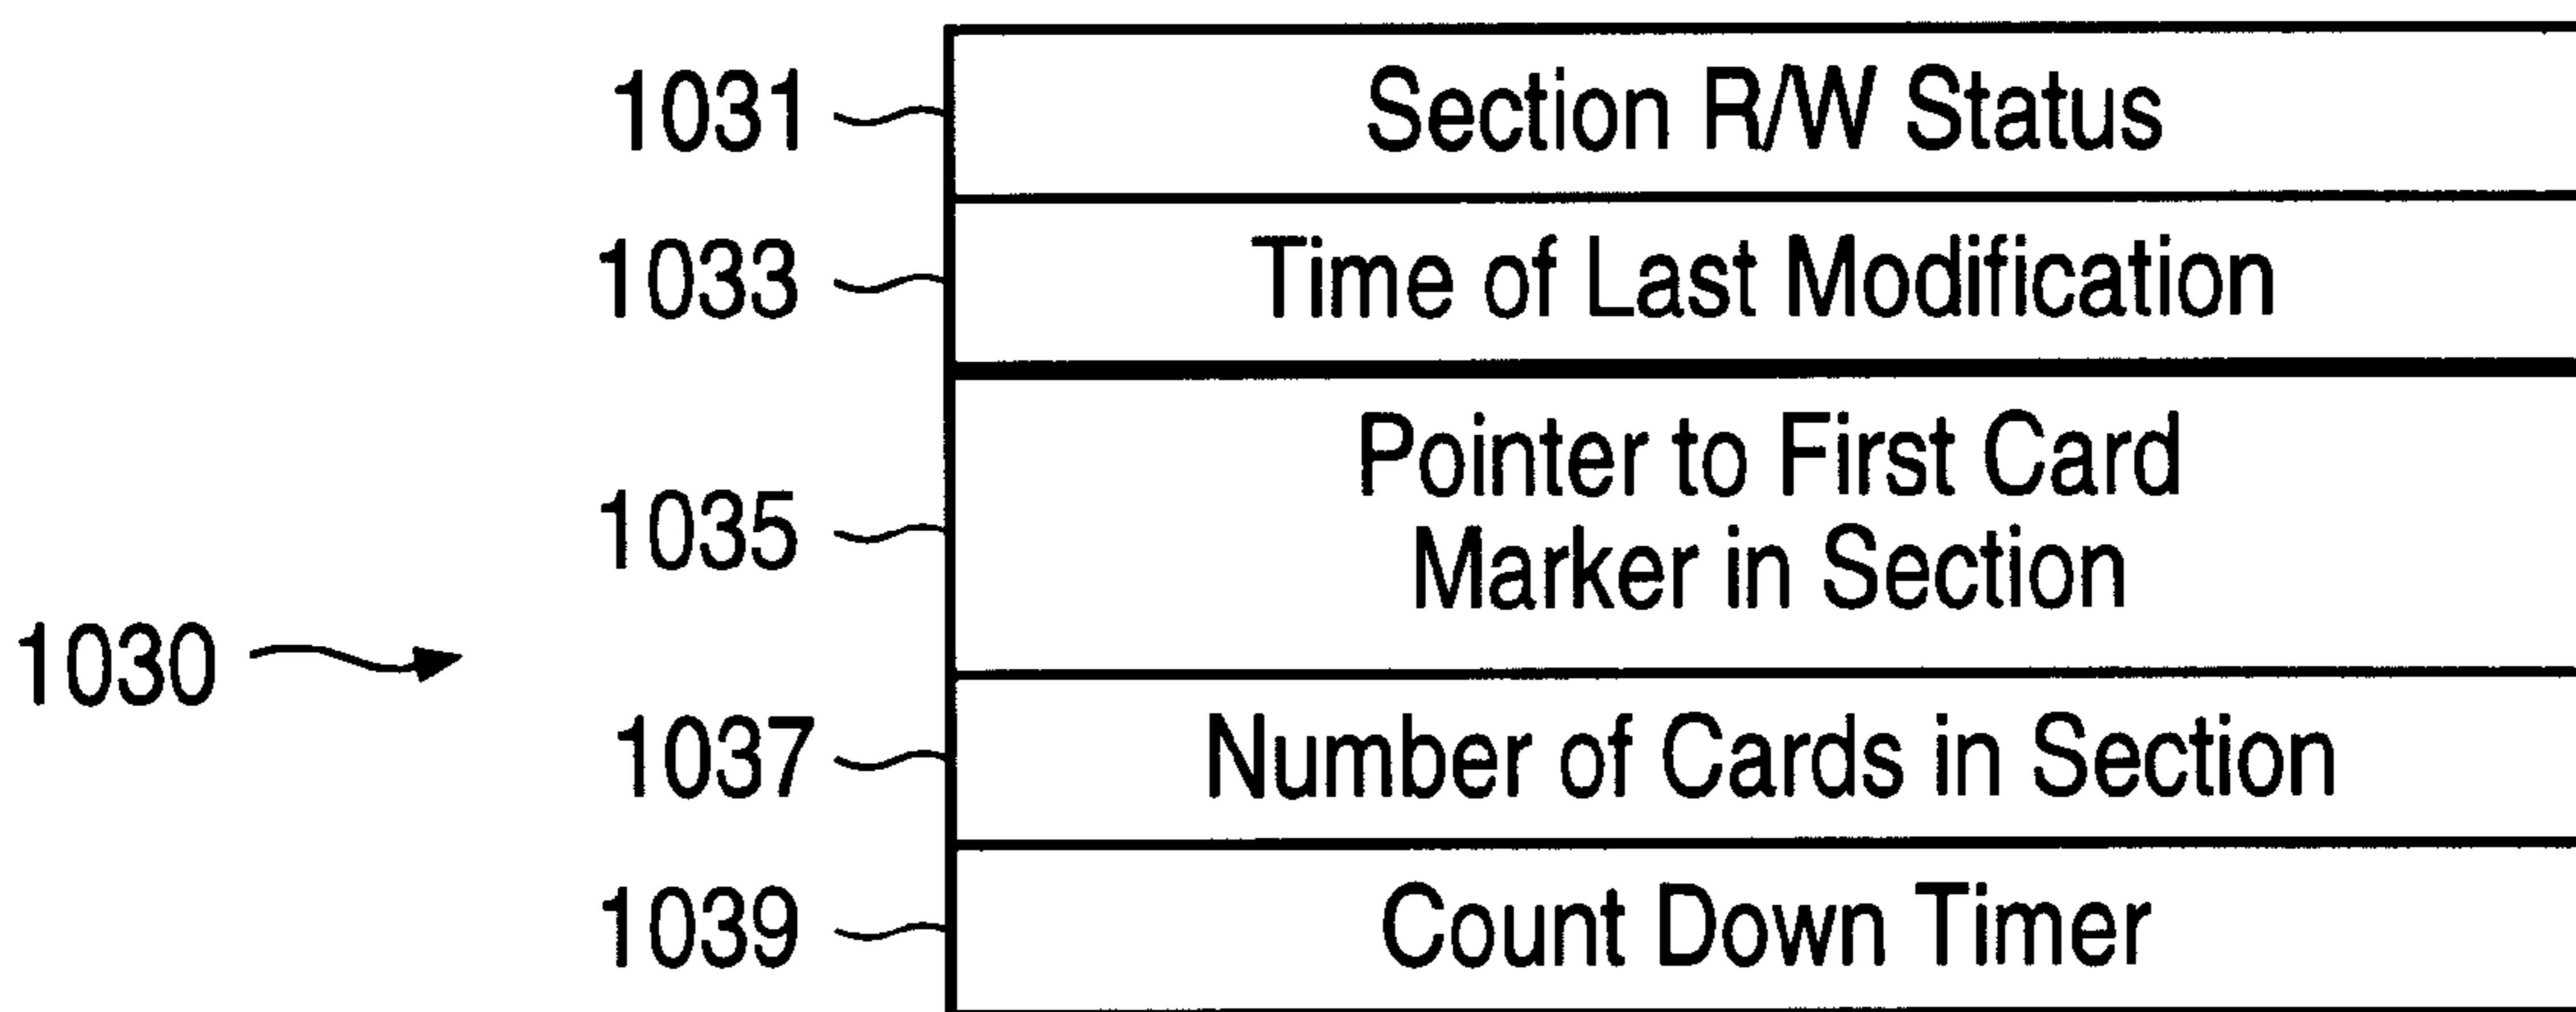 1031 Section R/W Status
1033 Time of Last Modification
Pointer to First Card
1035 Marker in Section
1030
1037 Number of Cards in Section
1039 Count Down Timer